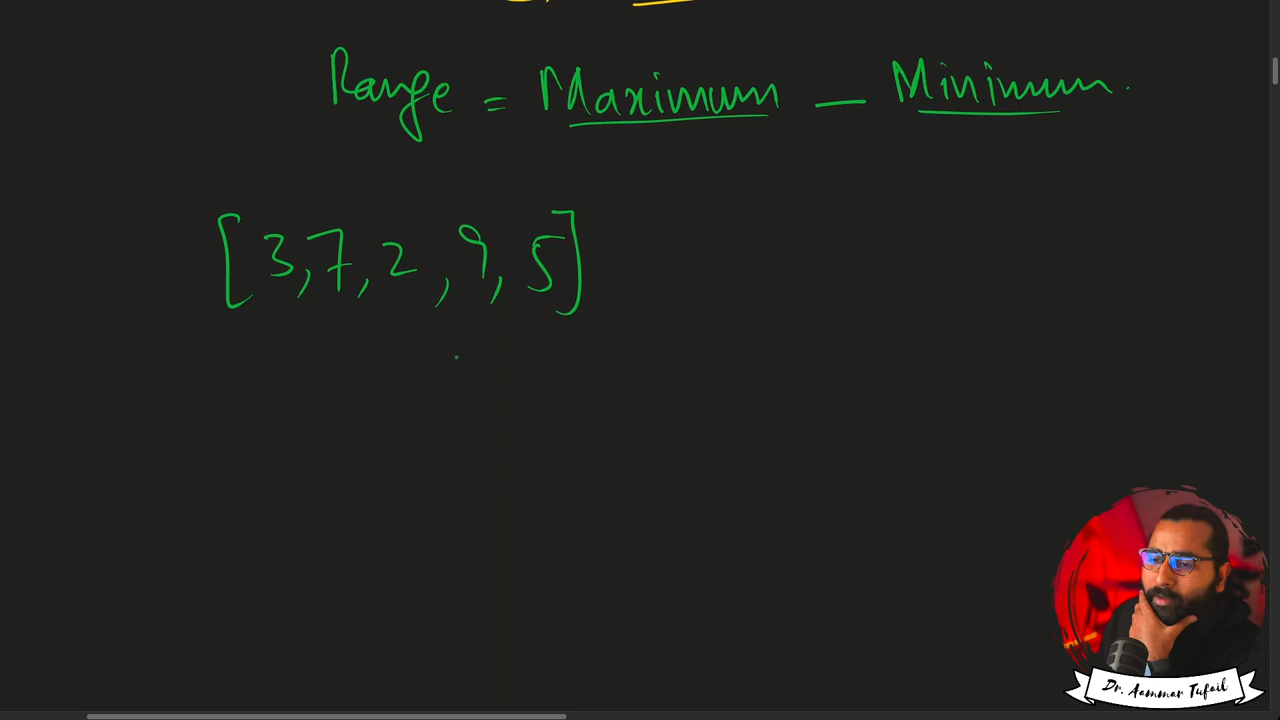 Range = Maximum - Minimum.
[3, 7, 2, 9, 5]
Dr. Aammar Tufail